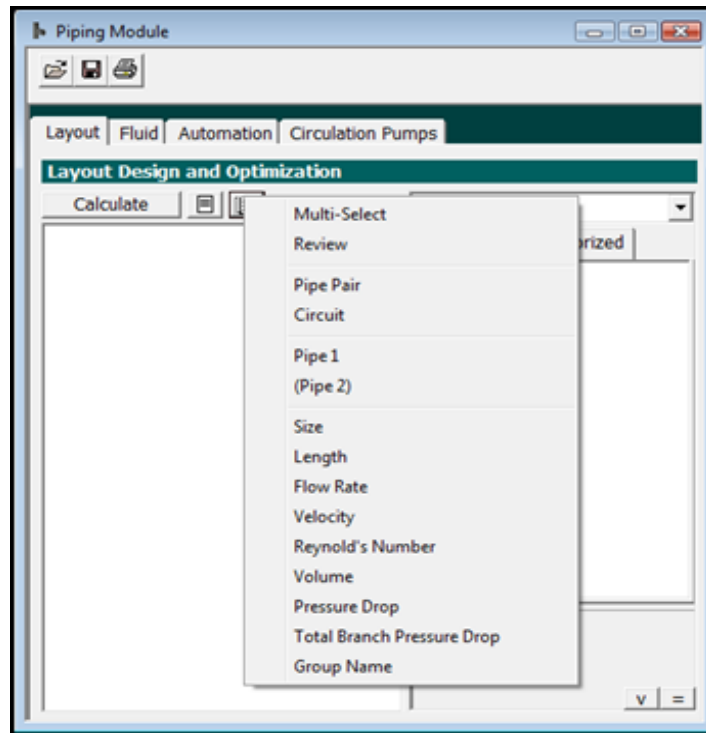 Piping Module
Layout Fluid Automation Circulation Pumps
Layout Design and Optimization
Calculate
Multi-Select
Review
Pipe Pair
Circuit
Pipe 1
(Pipe 2)
Size
Length
Flow Rate
Velocity
Reynold's Number
Volume
Pressure Drop
Total Branch Pressure Drop
Group Name
v =